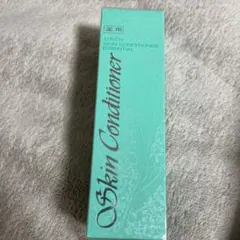 薬用
ALBION
SKIN CONDITIONER
ESSENTIAL
Skin Conditioner